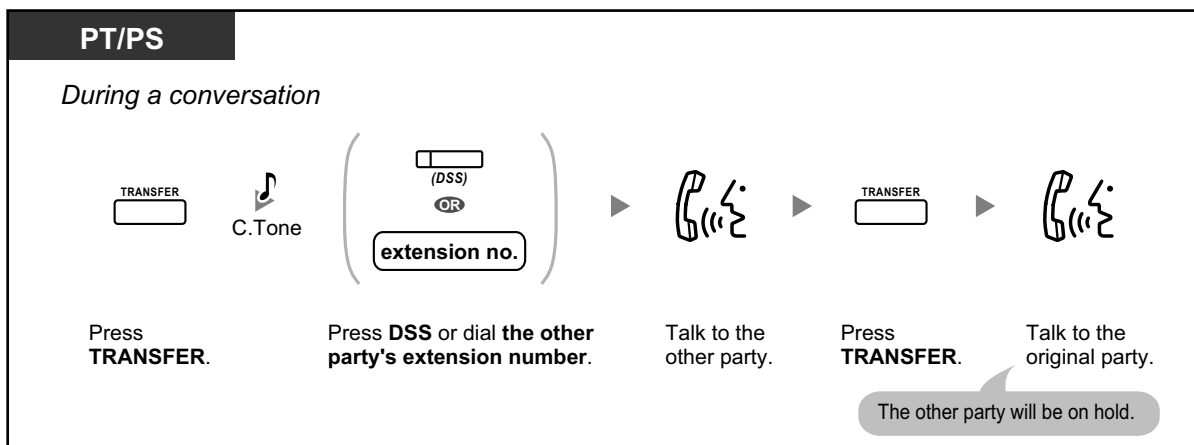 PT/PS
During a conversation
TRANSFER
C.Tone
(DSS)
OR
extension no.
TRANSFER
Press
TRANSFER.
Press DSS or dial the other
party's extension number.
Talk to the
other party.
Press
TRANSFER.
Talk to the
original party.
The other party will be on hold.